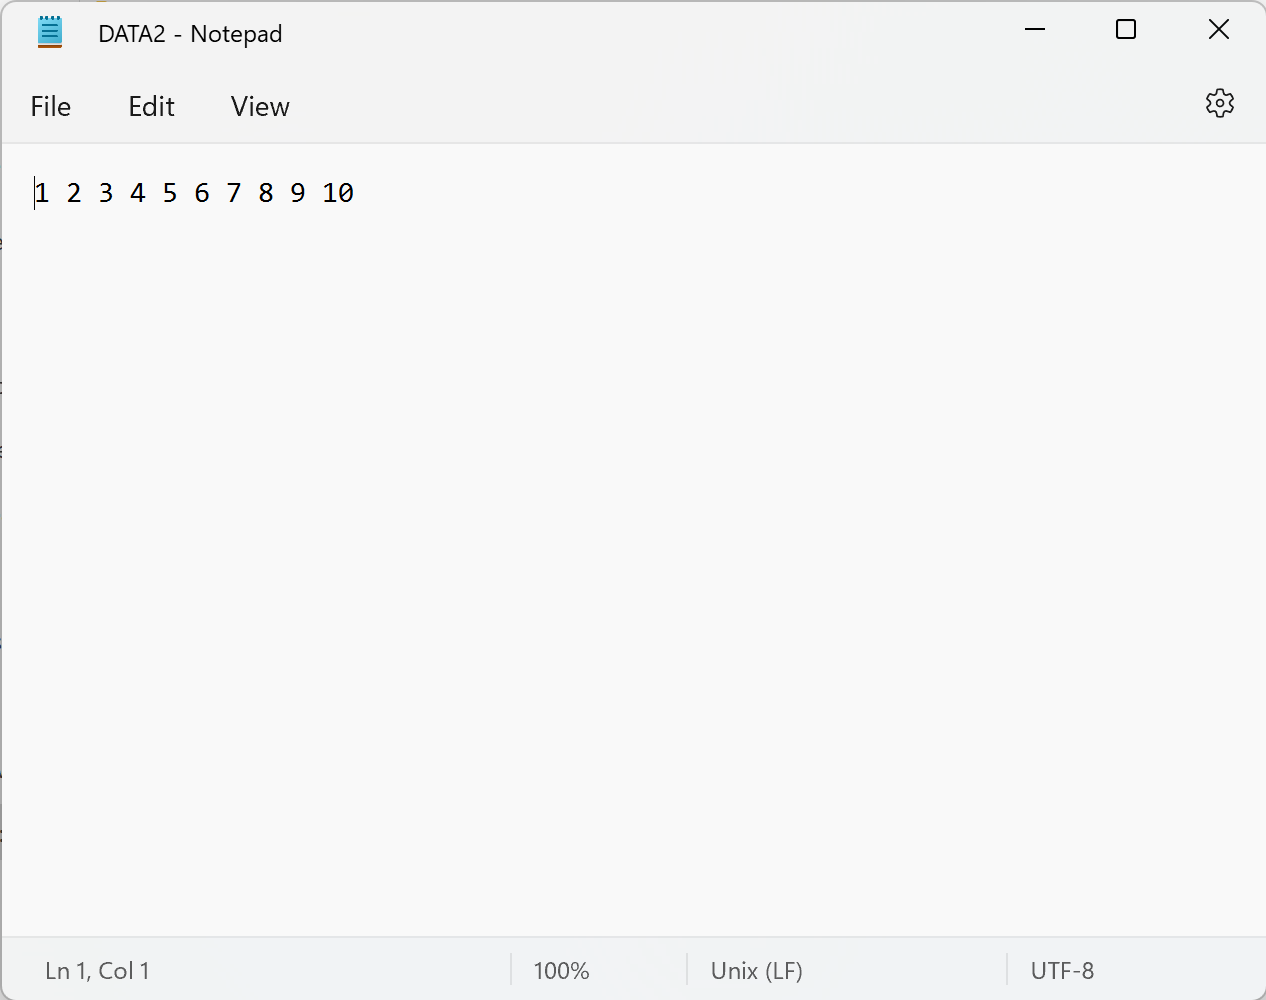 DATA2 - Notepad
File Edit View
1 2 3 4 5 6 7 8 9 10
Ln 1, Col 1 100% Unix (LF) UTF-8